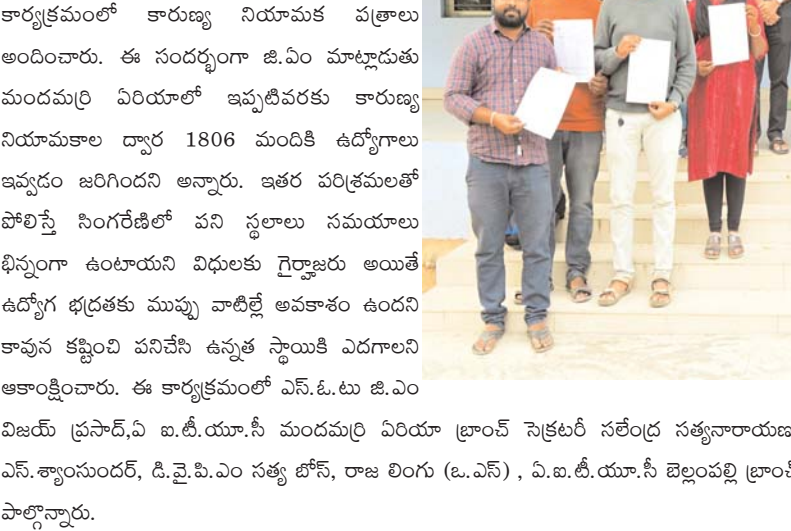 కార్యక్రమంలో కారుణ్య నియామక పత్రాలు
అందించారు. ఈ సందర్భంగా జి.ఏం మాట్లాడుతు
మందమర్రి ఏరియాలో ఇప్పటివరకు కారుణ్య
నియామకాల ద్వార 1806 మందికి ఉద్యోగాలు
ఇవ్వడం జరిగిందని అన్నారు. ఇతర పరిశ్రమలతో
పోలిస్తే సింగరేణిలో పని స్థలాలు సమయాలు
భిన్నంగా ఉంటాయని విధులకు గైర్హాజరు అయితే
ఉద్యోగ భద్రతకు ముప్పు వాటిల్లే అవకాశం ఉందని
కావున కష్టించి పనిచేసి ఉన్నత స్థాయికి ఎదగాలని
ఆకాంక్షించారు. ఈ కార్యక్రమంలో ఎస్.ఓ.టు జి.ఎం
విజయ్ ప్రసాద్,ఏ ఐ.టీ.యూ.సీ మందమర్రి ఏరియా బ్రాంచ్ సెక్రటరీ సలేంద్ర సత్యనారాయణ
ఎస్.శ్యాంసుందర్, డి.వై.పి.ఎం సత్య బోస్, రాజ లింగు (ఒ.ఎస్) , ఏ.ఐ.టీ.యూ.సీ బెల్లంపల్లి బ్రాంచ్
పాల్గొన్నారు.